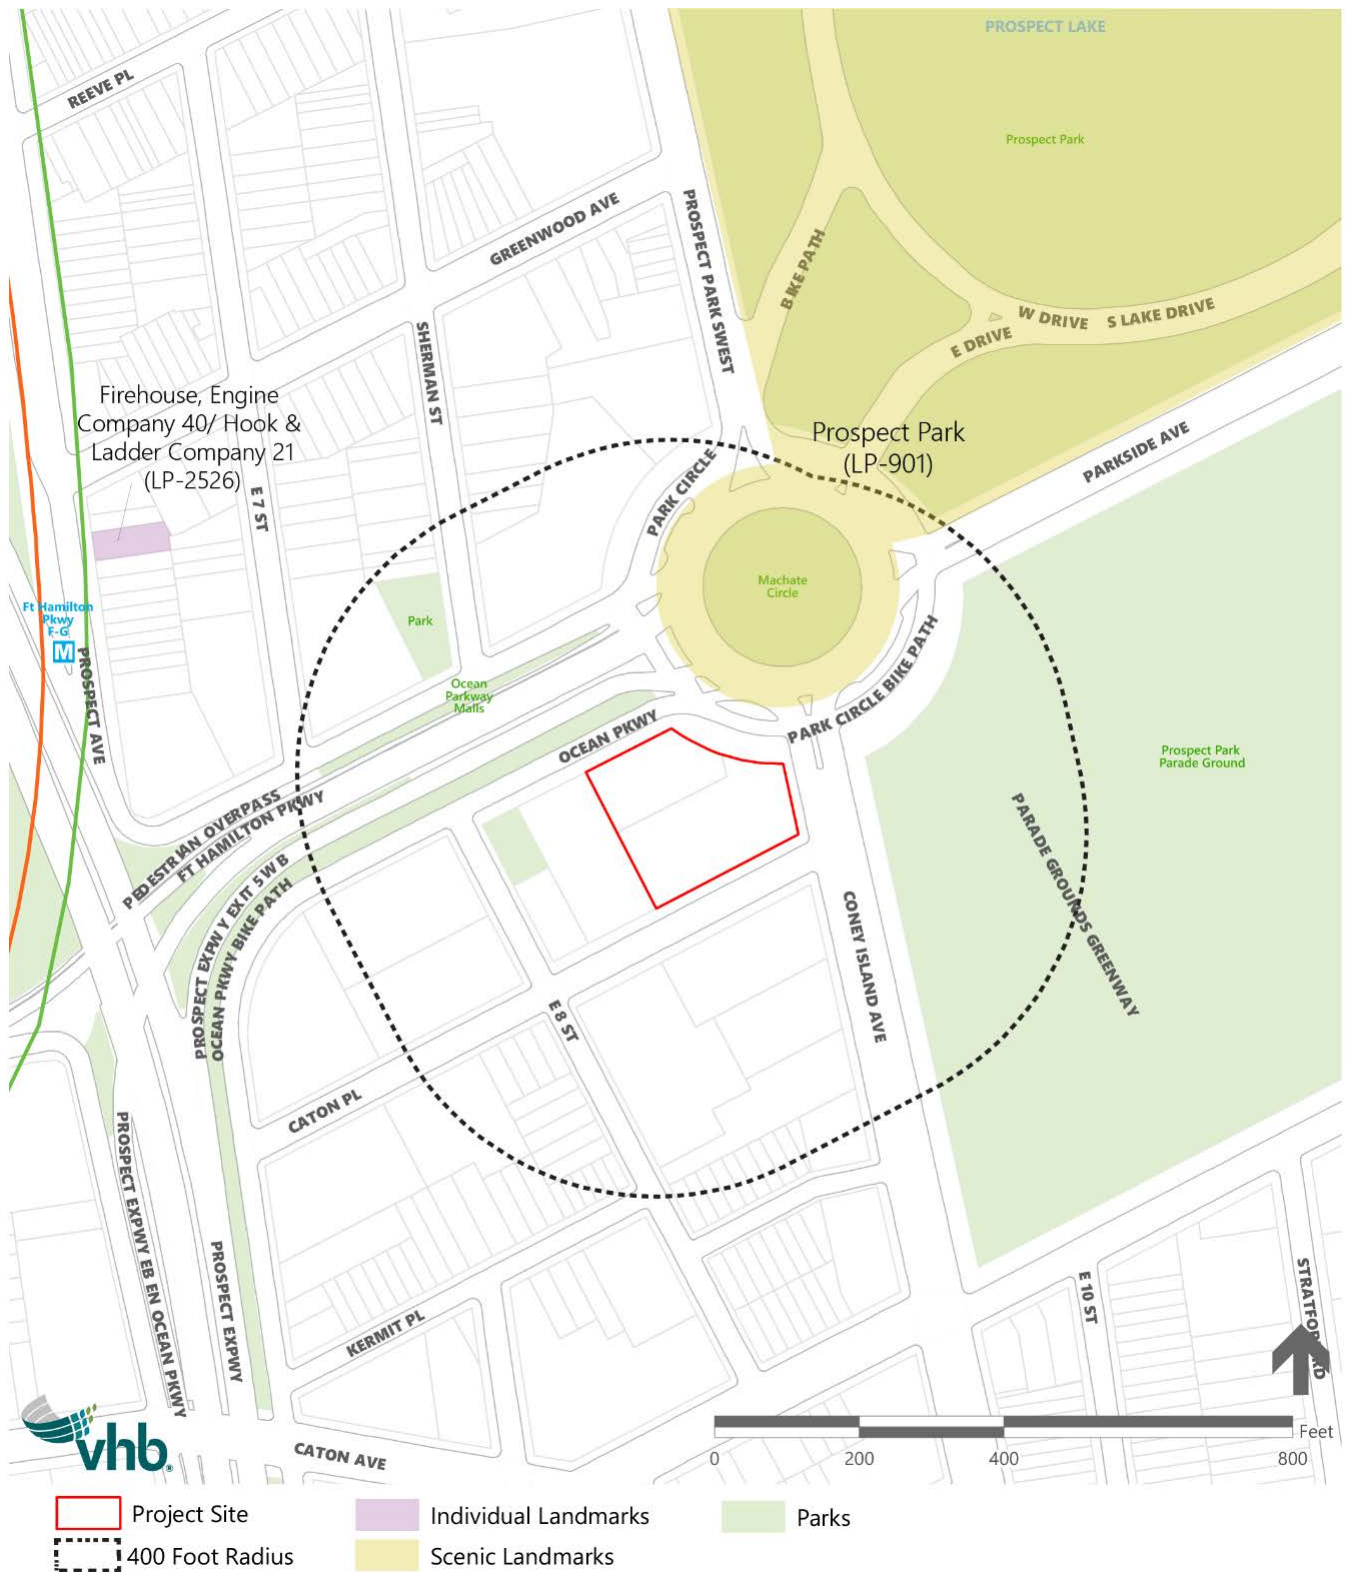 PROSPECT LAKE
REEVE PL
Prospect Park
GREENWOOD AVE
PROSPECT PARK SWEST
BIKE PATH
W DRIVE
S LAKE DRIVE
E DRIVE
SHERMAN ST
Firehouse, Engine
Company 40/ Hook &
Ladder Company 21
(LP-2526)
Prospect Park
(LP-901)
PARKSIDE AVE
E 7 ST
PARK CIRCLE
Machate
Circle
Ft Hamilton
Pkwy
F-G
M
Park
PROSPECT AVE
Ocean
Parkway
Malls
PARK CIRCLE BIKE PATH
OCEAN PKWY
Prospect Park
Parade Ground
PEDESTRIAN OVERPASS
FT HAMILTON PKWY
PARADE GROUNDS GREENWAY
PROSPECT EXPWY EXIT 5 W B
OCEAN PKWY BIKE PATH
CONEY ISLAND AVE
E 8 ST
CATON PL
PROSPECT EXPWY EB EN OCEAN PKWY
PROSPECT EXPWY
KERMIT PL
E 10 ST
STRATFORD RD
CATON AVE
vhb®
Feet
0 200 400 800
Project Site
Individual Landmarks
Parks
400 Foot Radius
Scenic Landmarks